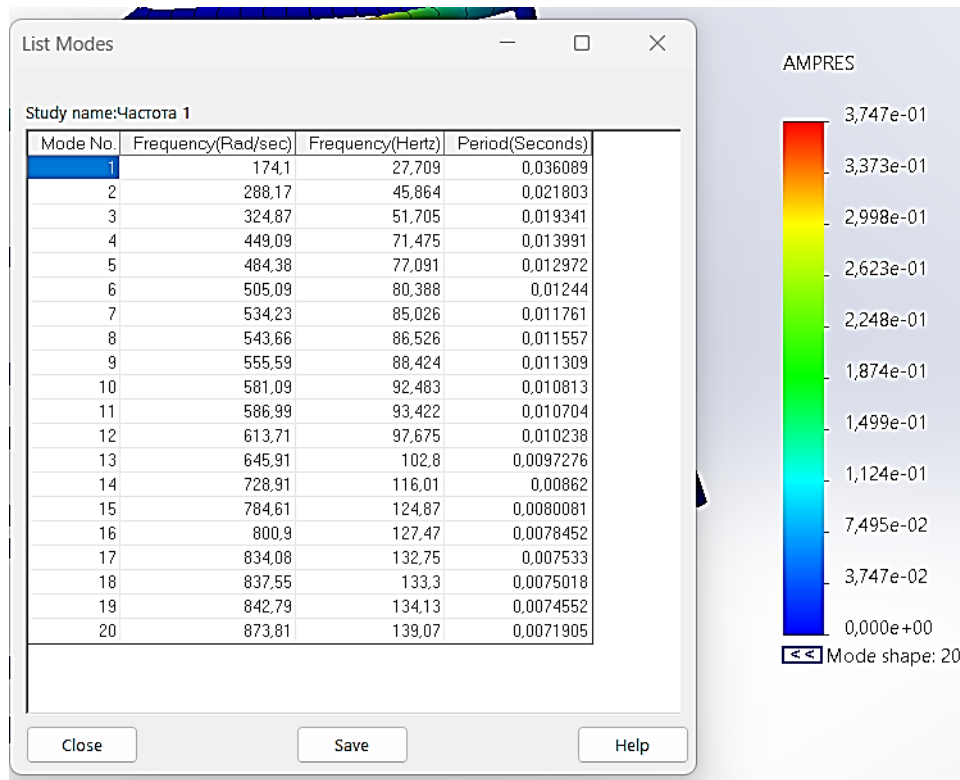 List Modes
Study name:Частота 1
Mode No. Frequency(Rad/sec) Frequency(Hertz) Period(Seconds)
1 174,1 27,709 0,036089
2 288,17 45,864 0,021803
3 324,87 51,705 0,019341
4 449,09 71,475 0,013991
5 484,38 77,091 0,012972
6 505,09 80,388 0,01244
7 534,23 85,026 0,011761
8 543,66 86,526 0,011557
9 555,59 88,424 0,011309
10 581,09 92,483 0,010813
11 586,99 93,422 0,010704
12 613,71 97,675 0,010238
13 645,91 102,8 0,0097276
14 728,91 116,01 0,00862
15 784,61 124,87 0,0080081
16 800,9 127,47 0,0078452
17 834,08 132,75 0,007533
18 837,55 133,3 0,0075018
19 842,79 134,13 0,0074552
20 873,81 139,07 0,0071905
Close Save Help
AMPRES
3,747e-01
3,373e-01
2,998e-01
2,623e-01
2,248e-01
1,874e-01
1,499e-01
1,124e-01
7,495e-02
3,747e-02
0,000e+00
<< Mode shape: 20